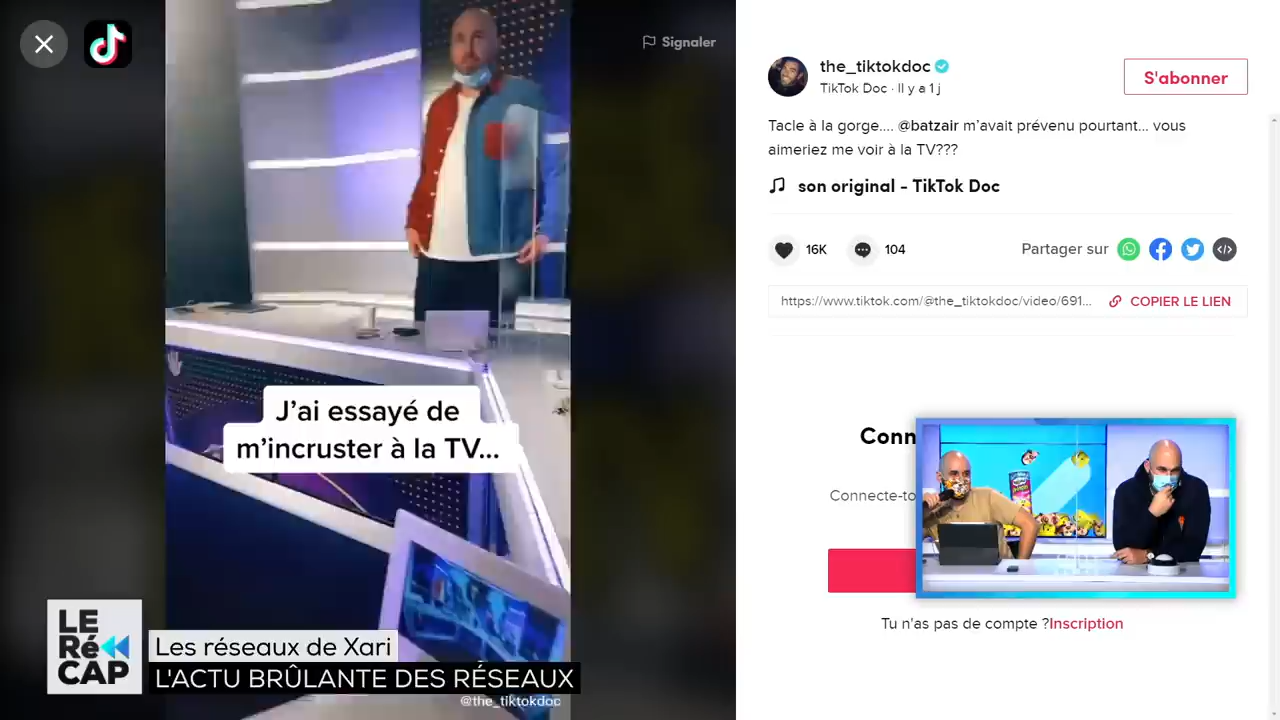 Signaler
J'ai essayé de
m'incruster à la TV...
LE
Ré
CAP
Les réseaux de Xari
L'ACTU BRÛLANTE DES RÉSEAUX
@the_tiktokdoc
the_tiktokdoc
TikTok Doc · Il y a 1 j
S'abonner
Tacle à la gorge.... @batzair m'avait prévenu pourtant... vous
aimeriez me voir à la TV???
son original - TikTok Doc
16K
104
Partager sur
https://www.tiktok.com/@the_tiktokdoc/video/691...
COPIER LE LIEN
Conn
Connecte-to
Tu n'as pas de compte ?Inscription